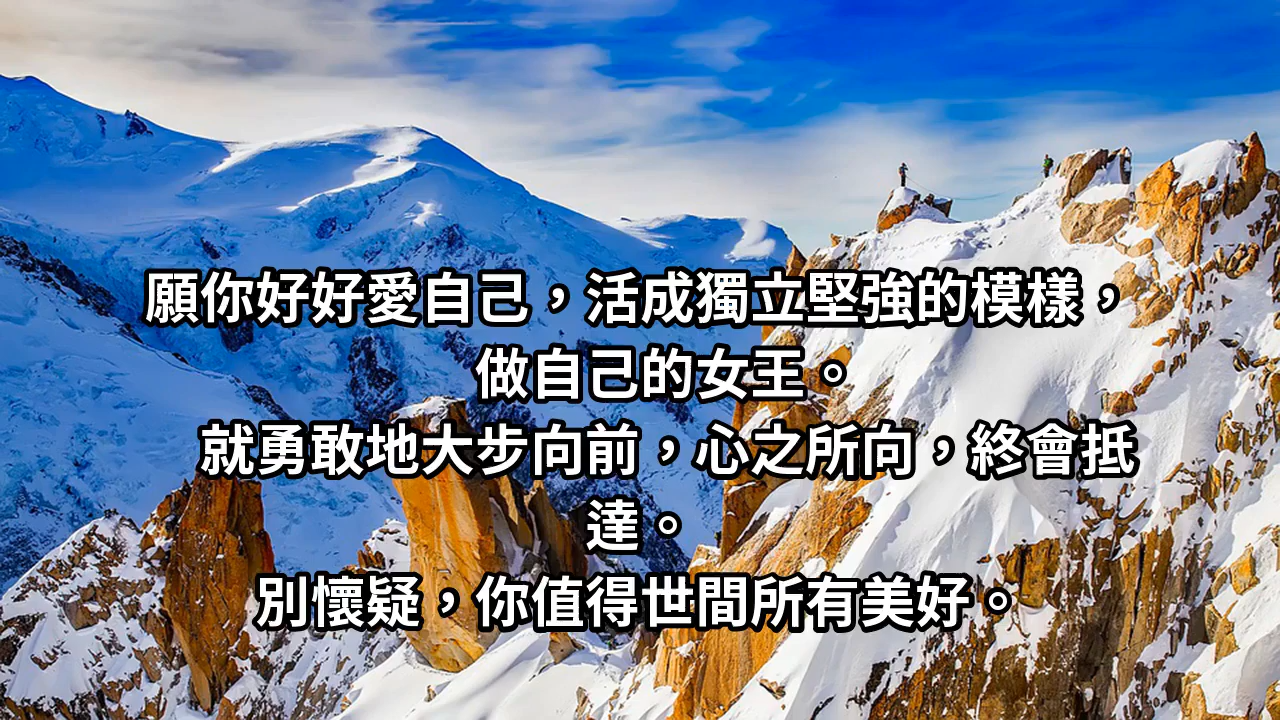 願你好好愛自己，活成獨立堅強的模樣，
做自己的女王。
就勇敢地大步向前，心之所向，終會抵
達。
別懷疑，你值得世間所有美好。